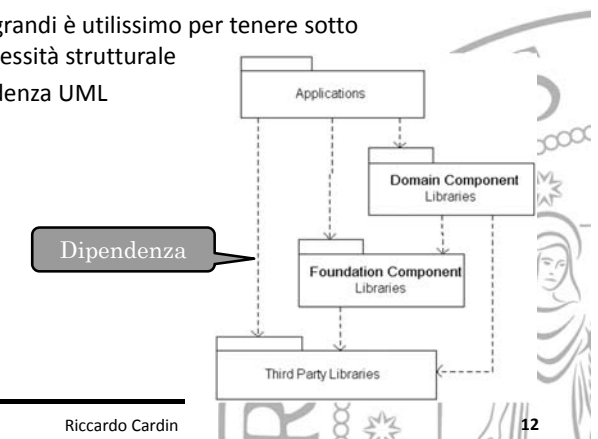 grandi è utilissimo per tenere sotto
essità strutturale
denza UML
Applications
Domain Component
Libraries
Dipendenza
Foundation Component
Libraries
Third Party Libraries
Riccardo Cardin
12